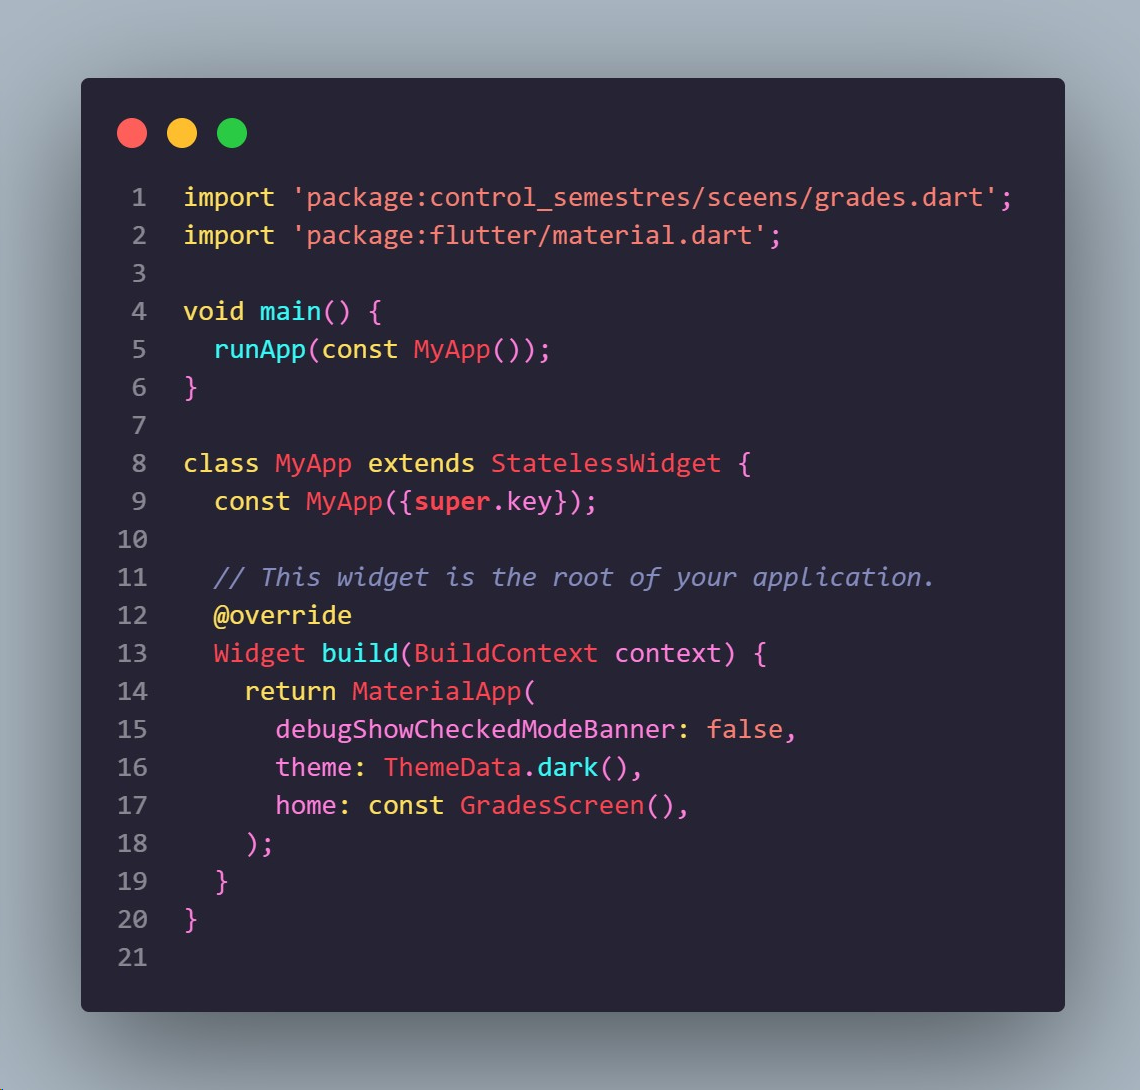 1 import 'package:control_semestres/sceens/grades.dart';
2 import 'package:flutter/material.dart';
3
4 void main() {
5   runApp(const MyApp());
6 }
7
8 class MyApp extends StatelessWidget {
9   const MyApp({super.key});
10
11   // This widget is the root of your application.
12   @override
13   Widget build(BuildContext context) {
14     return MaterialApp(
15       debugShowCheckedModeBanner: false,
16       theme: ThemeData.dark(),
17       home: const GradesScreen(),
18     );
19   }
20 }
21